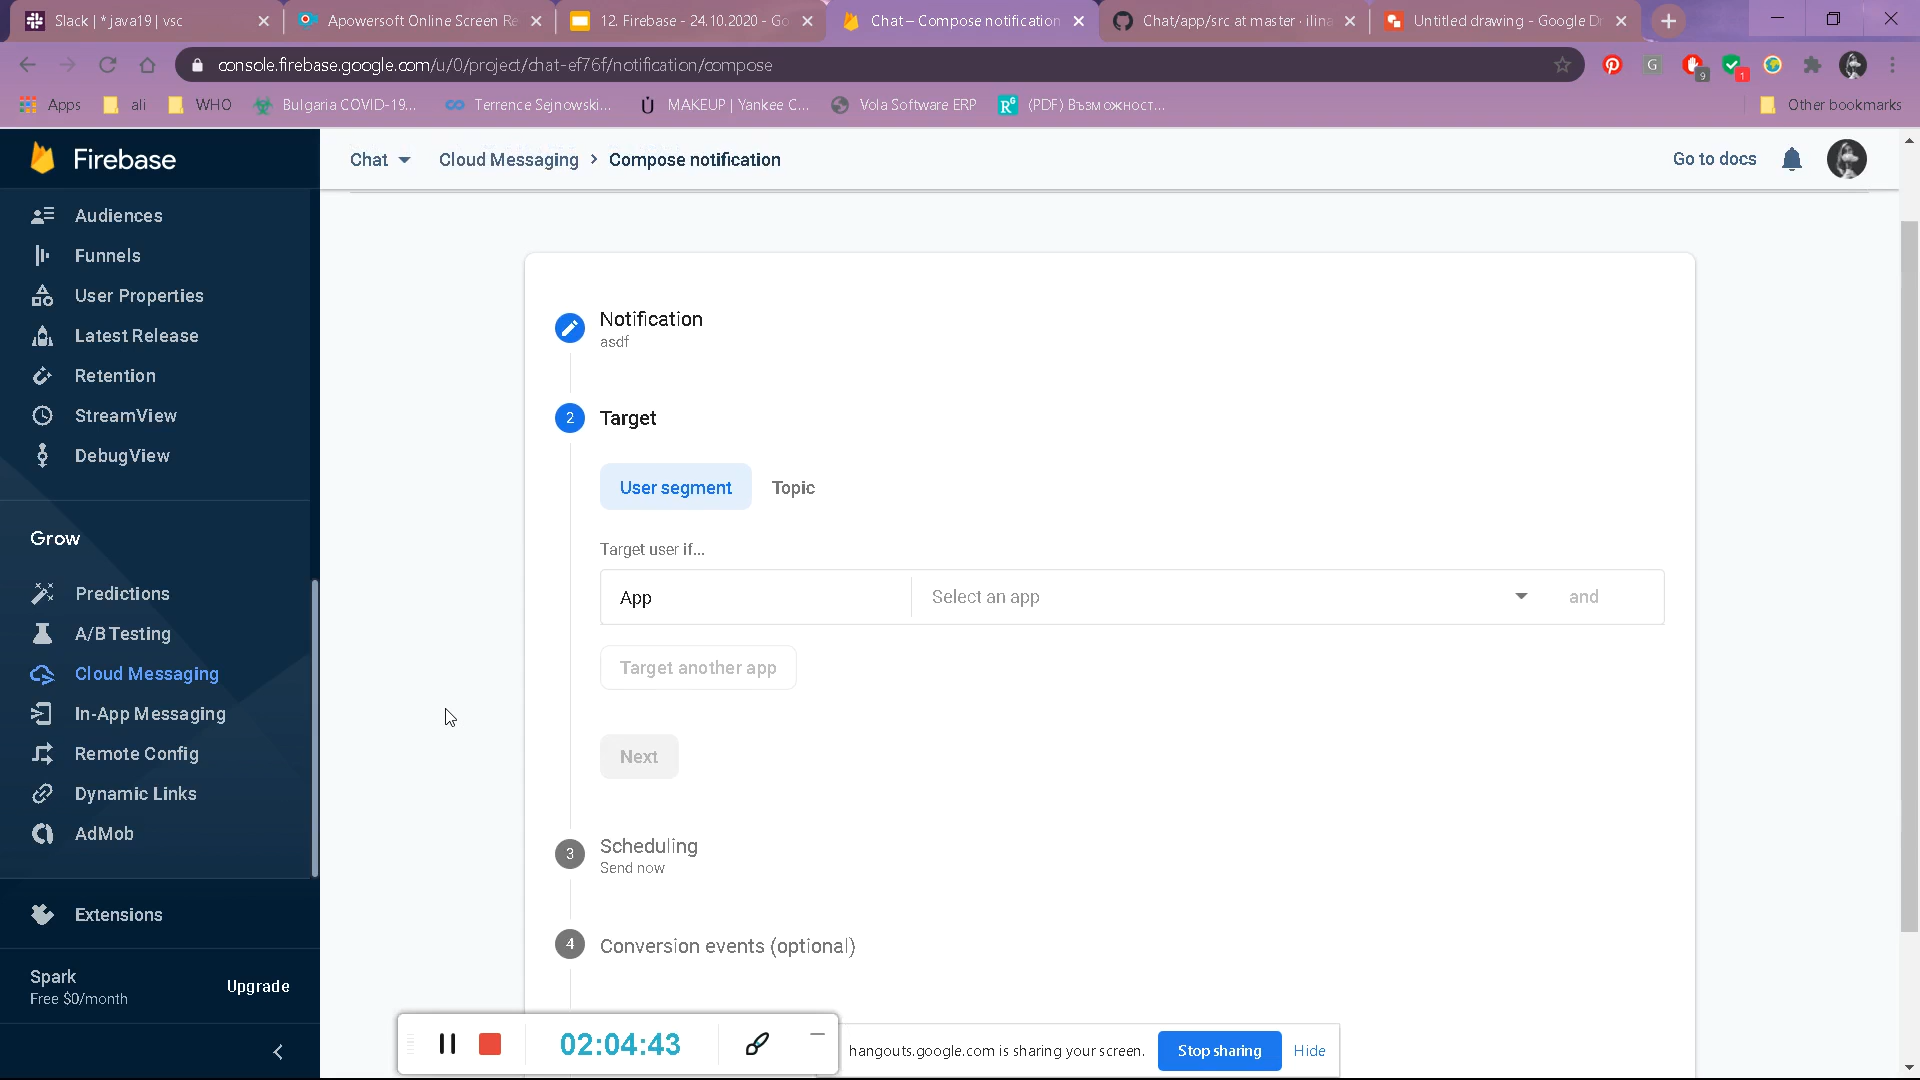 Slack | *java19 | vsc
Apowersoft Online Screen Re
12. Firebase - 24.10.2020 - Go
Chat – Compose notification
Chat/app/src at master · ilina
Untitled drawing - Google Dr
console.firebase.google.com/u/0/project/chat-ef76f/notification/compose
G
9
1
Apps
ali
WHO
Bulgaria COVID-19...
Terrence Sejnowski...
MAKEUP | Yankee C...
Vola Software ERP
(PDF) Възможност...
Other bookmarks
Firebase
Chat
Cloud Messaging > Compose notification
Go to docs
Audiences
Funnels
User Properties
Latest Release
Retention
StreamView
DebugView
Grow
Predictions
A/B Testing
Cloud Messaging
In-App Messaging
Remote Config
Dynamic Links
AdMob
Extensions
Spark
Free $0/month
Upgrade
Notification
asdf
2 Target
User segment
Topic
Target user if...
App
Select an app
and
Target another app
Next
3 Scheduling
Send now
4 Conversion events (optional)
02:04:43
hangouts.google.com is sharing your screen.
Stop sharing
Hide